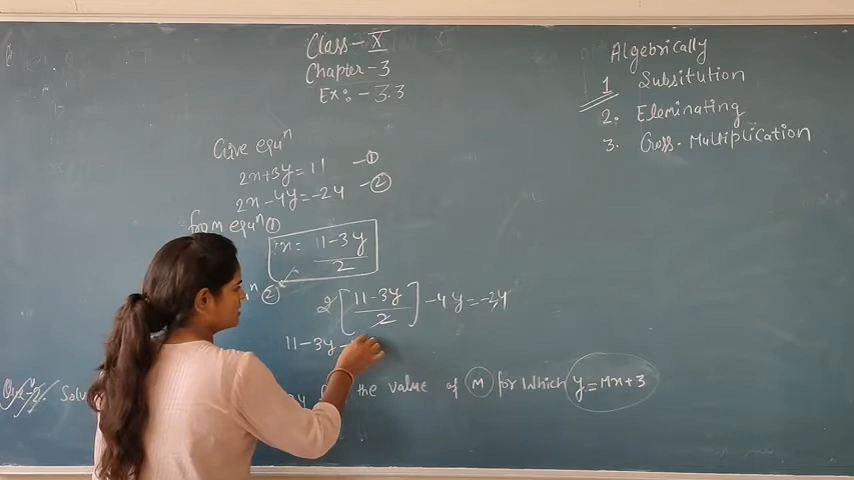 Class - X
Chapter - 3
Ex: - 3.3
Algebrically
1 Subsitution
2. Eleminating
3. Cross - Multiplication
Give equⁿ
2x+3y=11 - ①
2x-4y=-24 - ②
from equⁿ ①
x = (11-3y)/2
②
2 [(11-3y)/2] - 4y = -24
11-3y -
Solv the value of M for which y = Mx+3